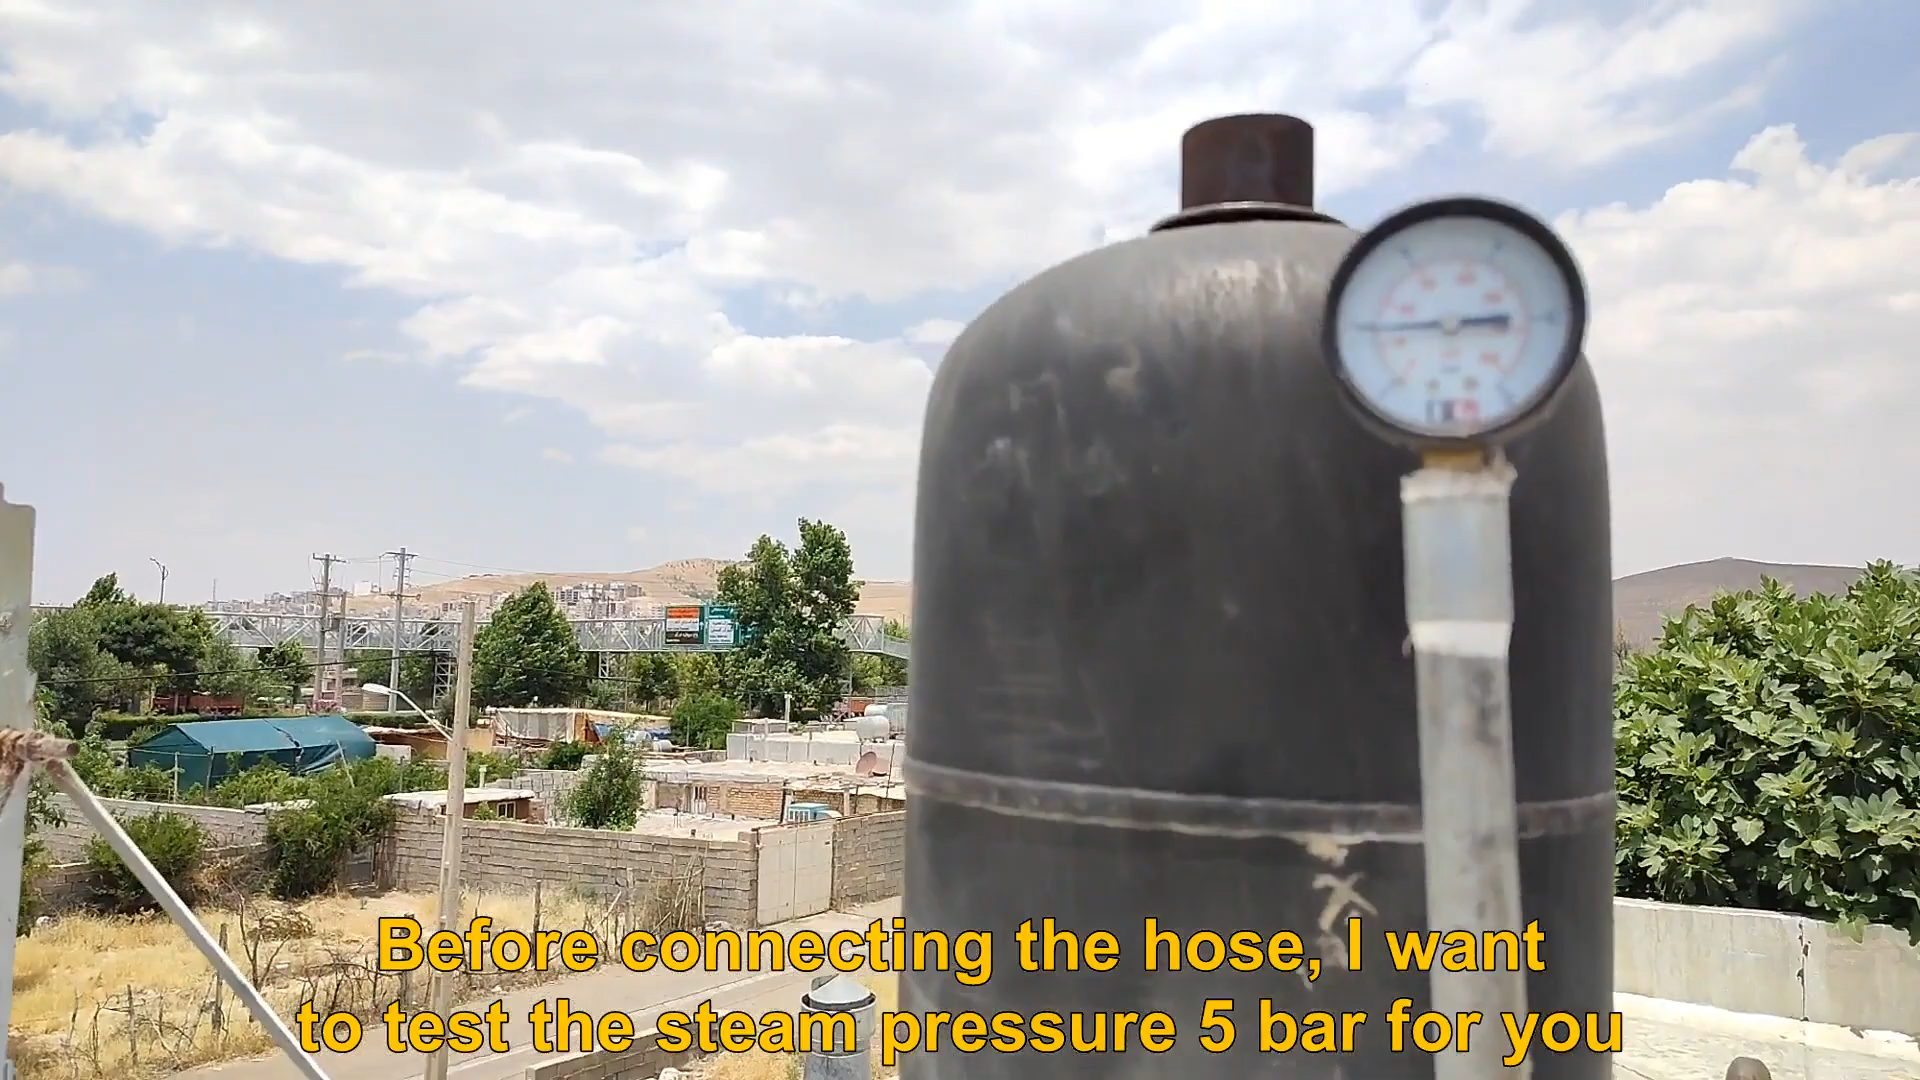 Before connecting the hose, I want
to test the steam pressure 5 bar for you